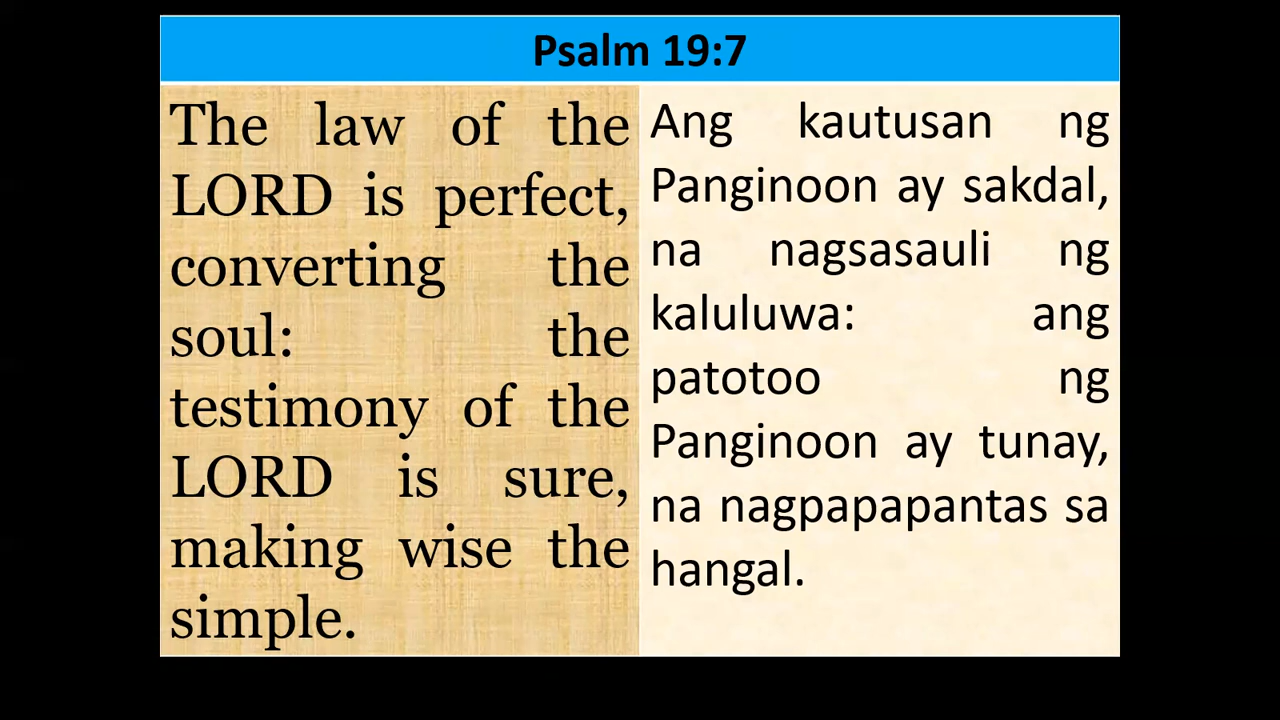 Psalm 19:7
The law of the
LORD is perfect,
converting the
soul: the
testimony of the
LORD is sure,
making wise the
simple.
Ang kautusan ng
Panginoon ay sakdal,
na nagsasauli ng
kaluluwa: ang
patotoo ng
Panginoon ay tunay,
na nagpapapantas sa
hangal.